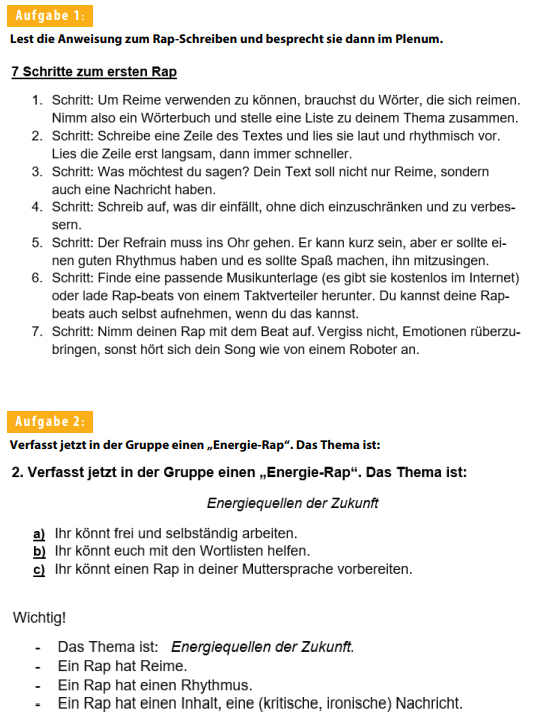 Aufgabe 1:
Lest die Anweisung zum Rap-Schreiben und besprecht sie dann im Plenum.
7 Schritte zum ersten Rap
1. Schritt: Um Reime verwenden zu können, brauchst du Wörter, die sich reimen.
Nimm also ein Wörterbuch und stelle eine Liste zu deinem Thema zusammen.
2. Schritt: Schreibe eine Zeile des Textes und lies sie laut und rhythmisch vor.
Lies die Zeile erst langsam, dann immer schneller.
3. Schritt: Was möchtest du sagen? Dein Text soll nicht nur Reime, sondern
auch eine Nachricht haben.
4. Schritt: Schreib auf, was dir einfällt, ohne dich einzuschränken und zu verbes-
sern.
5. Schritt: Der Refrain muss ins Ohr gehen. Er kann kurz sein, aber er sollte ei-
nen guten Rhythmus haben und es sollte Spaß machen, ihn mitzusingen.
6. Schritt: Finde eine passende Musikunterlage (es gibt sie kostenlos im Internet)
oder lade Rap-beats von einem Taktverteiler herunter. Du kannst deine Rap-
beats auch selbst aufnehmen, wenn du das kannst.
7. Schritt: Nimm deinen Rap mit dem Beat auf. Vergiss nicht, Emotionen rüberzu-
bringen, sonst hört sich dein Song wie von einem Roboter an.
Aufgabe 2:
Verfasst jetzt in der Gruppe einen „Energie-Rap“. Das Thema ist:
2. Verfasst jetzt in der Gruppe einen „Energie-Rap“. Das Thema ist:
Energiequellen der Zukunft
a) Ihr könnt frei und selbständig arbeiten.
b) Ihr könnt euch mit den Wortlisten helfen.
c) Ihr könnt einen Rap in deiner Muttersprache vorbereiten.
Wichtig!
- Das Thema ist: Energiequellen der Zukunft.
- Ein Rap hat Reime.
- Ein Rap hat einen Rhythmus.
- Ein Rap hat einen Inhalt, eine (kritische, ironische) Nachricht.